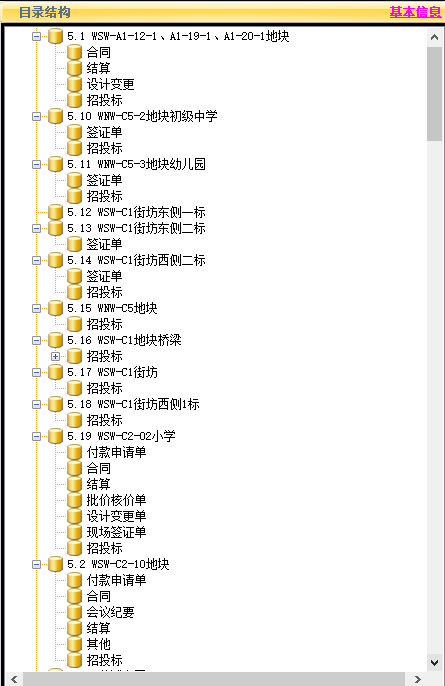 目录结构 基本信息
5.1 WSW-A1-12-1、A1-19-1、A1-20-1地块
合同
结算
设计变更
招投标
5.10 WNW-C5-2地块初级中学
签证单
招投标
5.11 WNW-C5-3地块幼儿园
签证单
招投标
5.12 WSW-C1街坊东侧一标
5.13 WSW-C1街坊东侧二标
签证单
5.14 WSW-C1街坊西侧二标
签证单
招投标
5.15 WNW-C5地块
招投标
5.16 WSW-C1地块桥梁
招投标
5.17 WSW-C1街坊
招投标
5.18 WSW-C1街坊西侧1标
招投标
5.19 WSW-C2-02小学
付款申请单
合同
结算
批价核价单
设计变更单
现场签证单
招投标
5.2 WSW-C2-10地块
付款申请单
合同
会议纪要
结算
其他
招投标